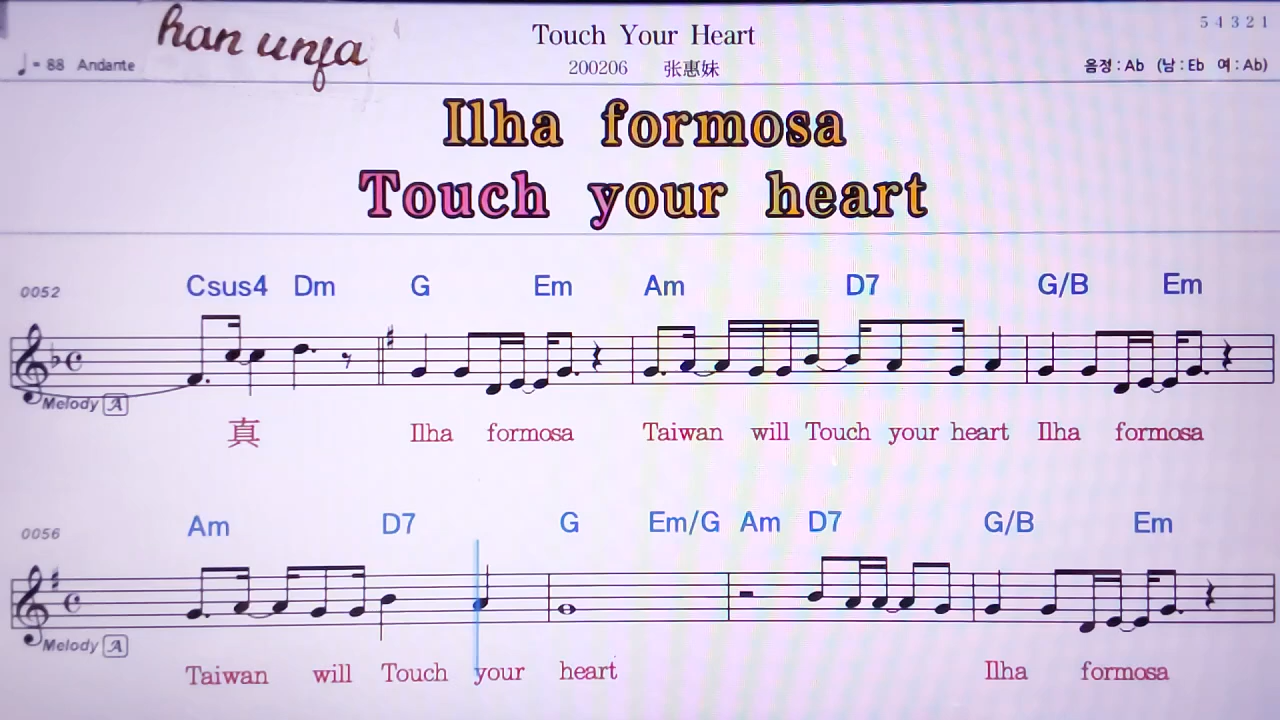 han unja
Touch Your Heart
5 4 3 2 1
♩= 88 Andante
200206 张惠妹
음정 : Ab (남 : Eb 여 : Ab)
Ilha formosa
Touch your heart
0052
Csus4 Dm G Em Am D7 G/B Em
Melody A
真 Ilha formosa Taiwan will Touch your heart Ilha formosa
0056
Am D7 G Em/G Am D7 G/B Em
Melody A
Taiwan will Touch your heart Ilha formosa